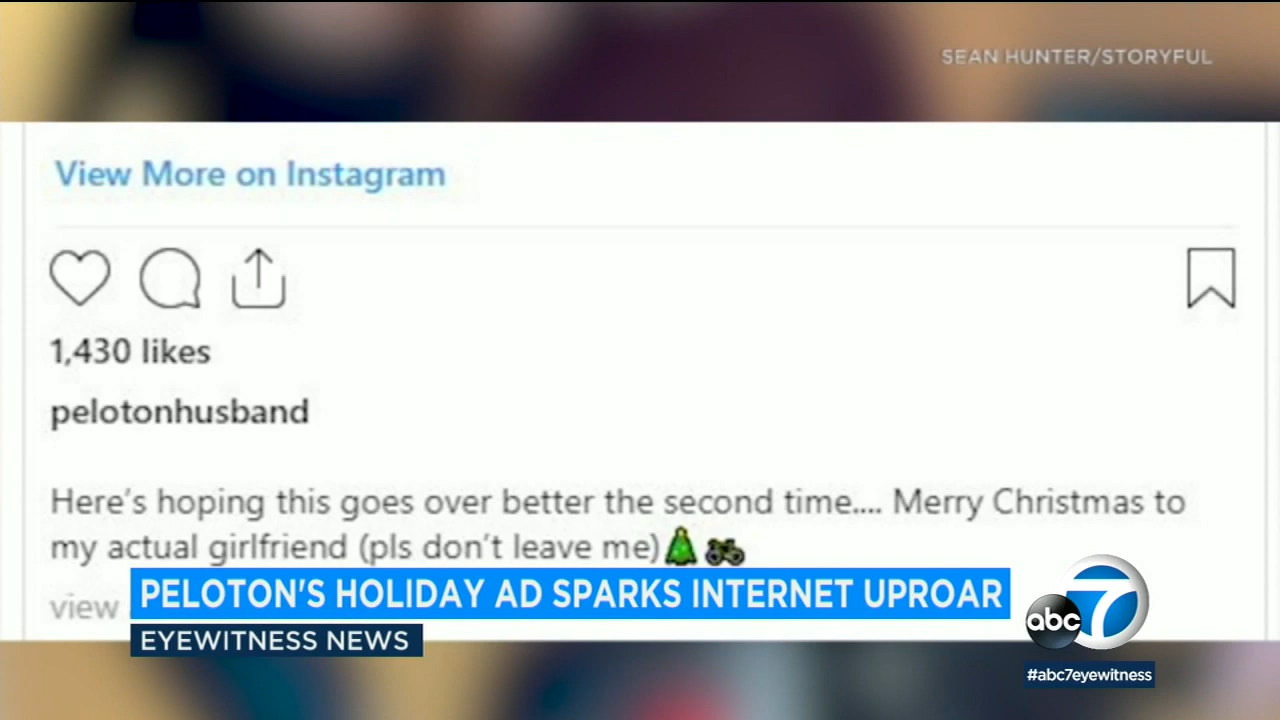 SEAN HUNTER/STORYFUL
View More on Instagram
1,430 likes
pelotonhusband
Here's hoping this goes over better the second time.... Merry Christmas to
my actual girlfriend (pls don't leave me)🎄🚲
view
PELOTON'S HOLIDAY AD SPARKS INTERNET UPROAR
EYEWITNESS NEWS
abc 7
#abc7eyewitness